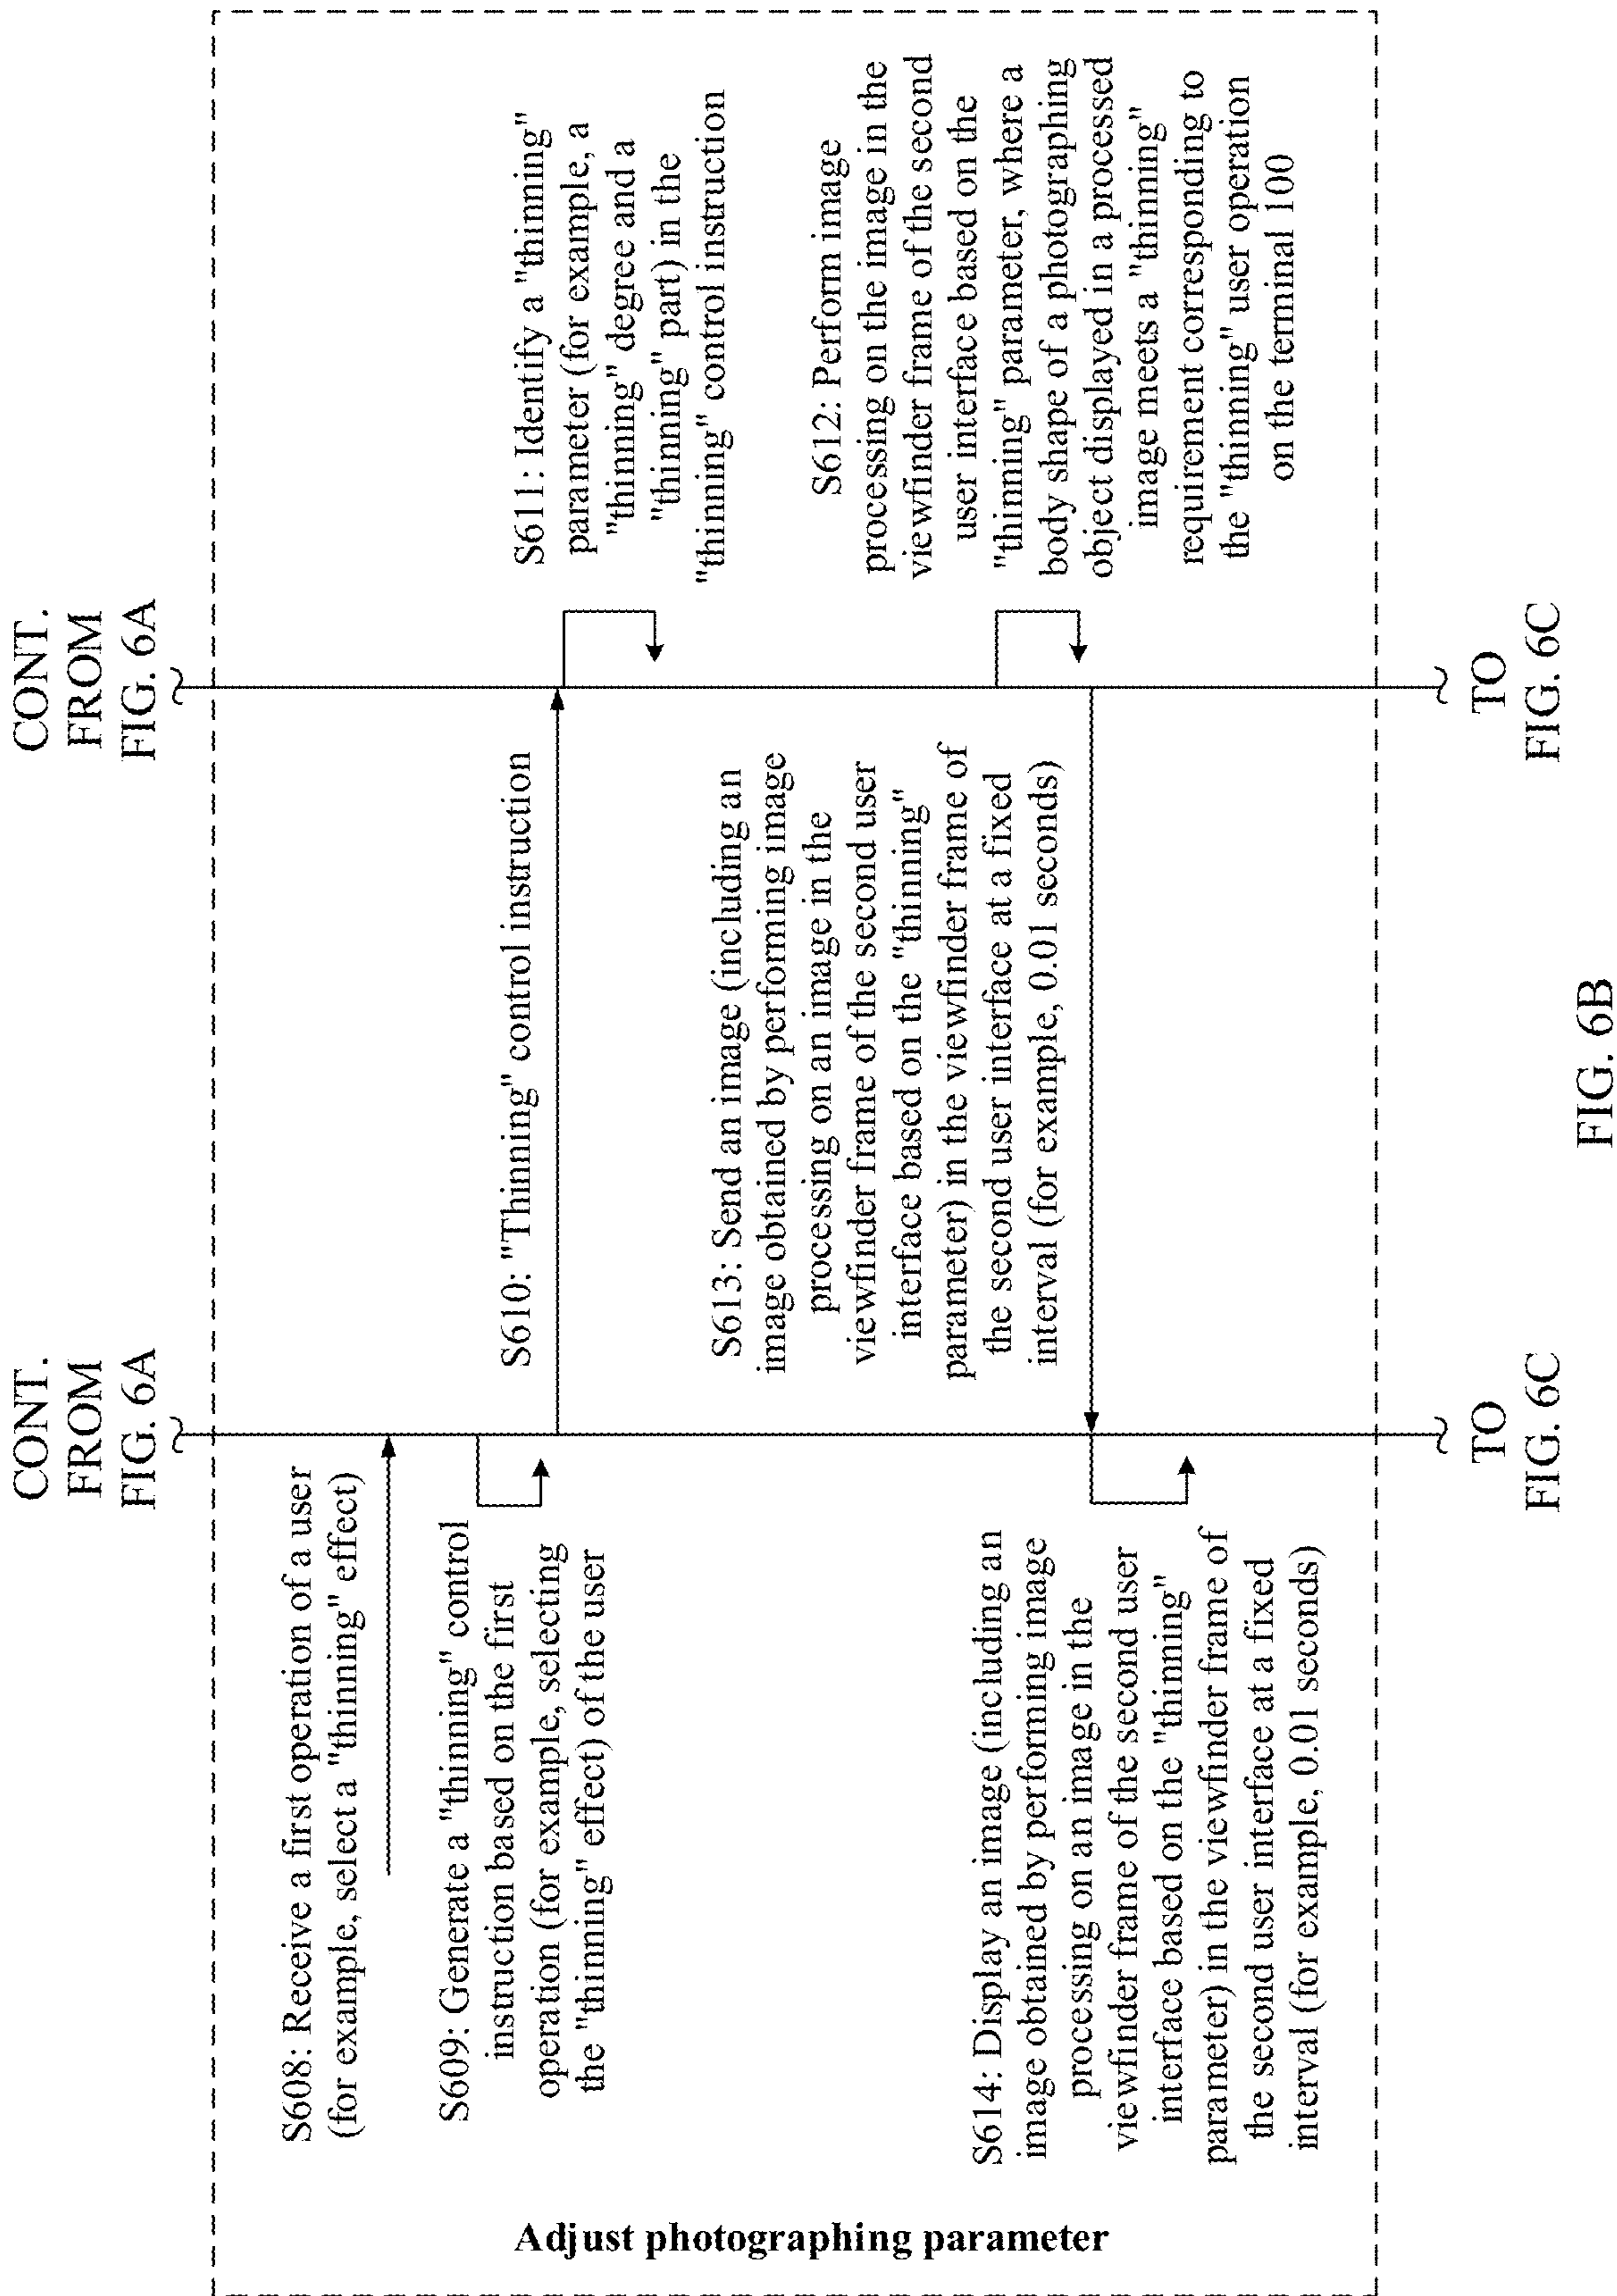 CONT.
FROM
FIG. 6A
CONT.
FROM
FIG. 6A
S608: Receive a first operation of a user
(for example, select a "thinning" effect)
S609: Generate a "thinning" control
instruction based on the first
operation (for example, selecting
the "thinning" effect) of the user
S610: "Thinning" control instruction
S611: Identify a "thinning"
parameter (for example, a
"thinning" degree and a
"thinning" part) in the
"thinning" control instruction
S612: Perform image
processing on the image in the
viewfinder frame of the second
user interface based on the
"thinning" parameter, where a
body shape of a photographing
object displayed in a processed
image meets a "thinning"
requirement corresponding to
the "thinning" user operation
on the terminal 100
S613: Send an image (including an
image obtained by performing image
processing on an image in the
viewfinder frame of the second user
interface based on the "thinning"
parameter) in the viewfinder frame of
the second user interface at a fixed
interval (for example, 0.01 seconds)
S614: Display an image (including an
image obtained by performing image
processing on an image in the
viewfinder frame of the second user
interface based on the "thinning"
parameter) in the viewfinder frame of
the second user interface at a fixed
interval (for example, 0.01 seconds)
Adjust photographing parameter
TO
FIG. 6C
TO
FIG. 6C
FIG. 6B